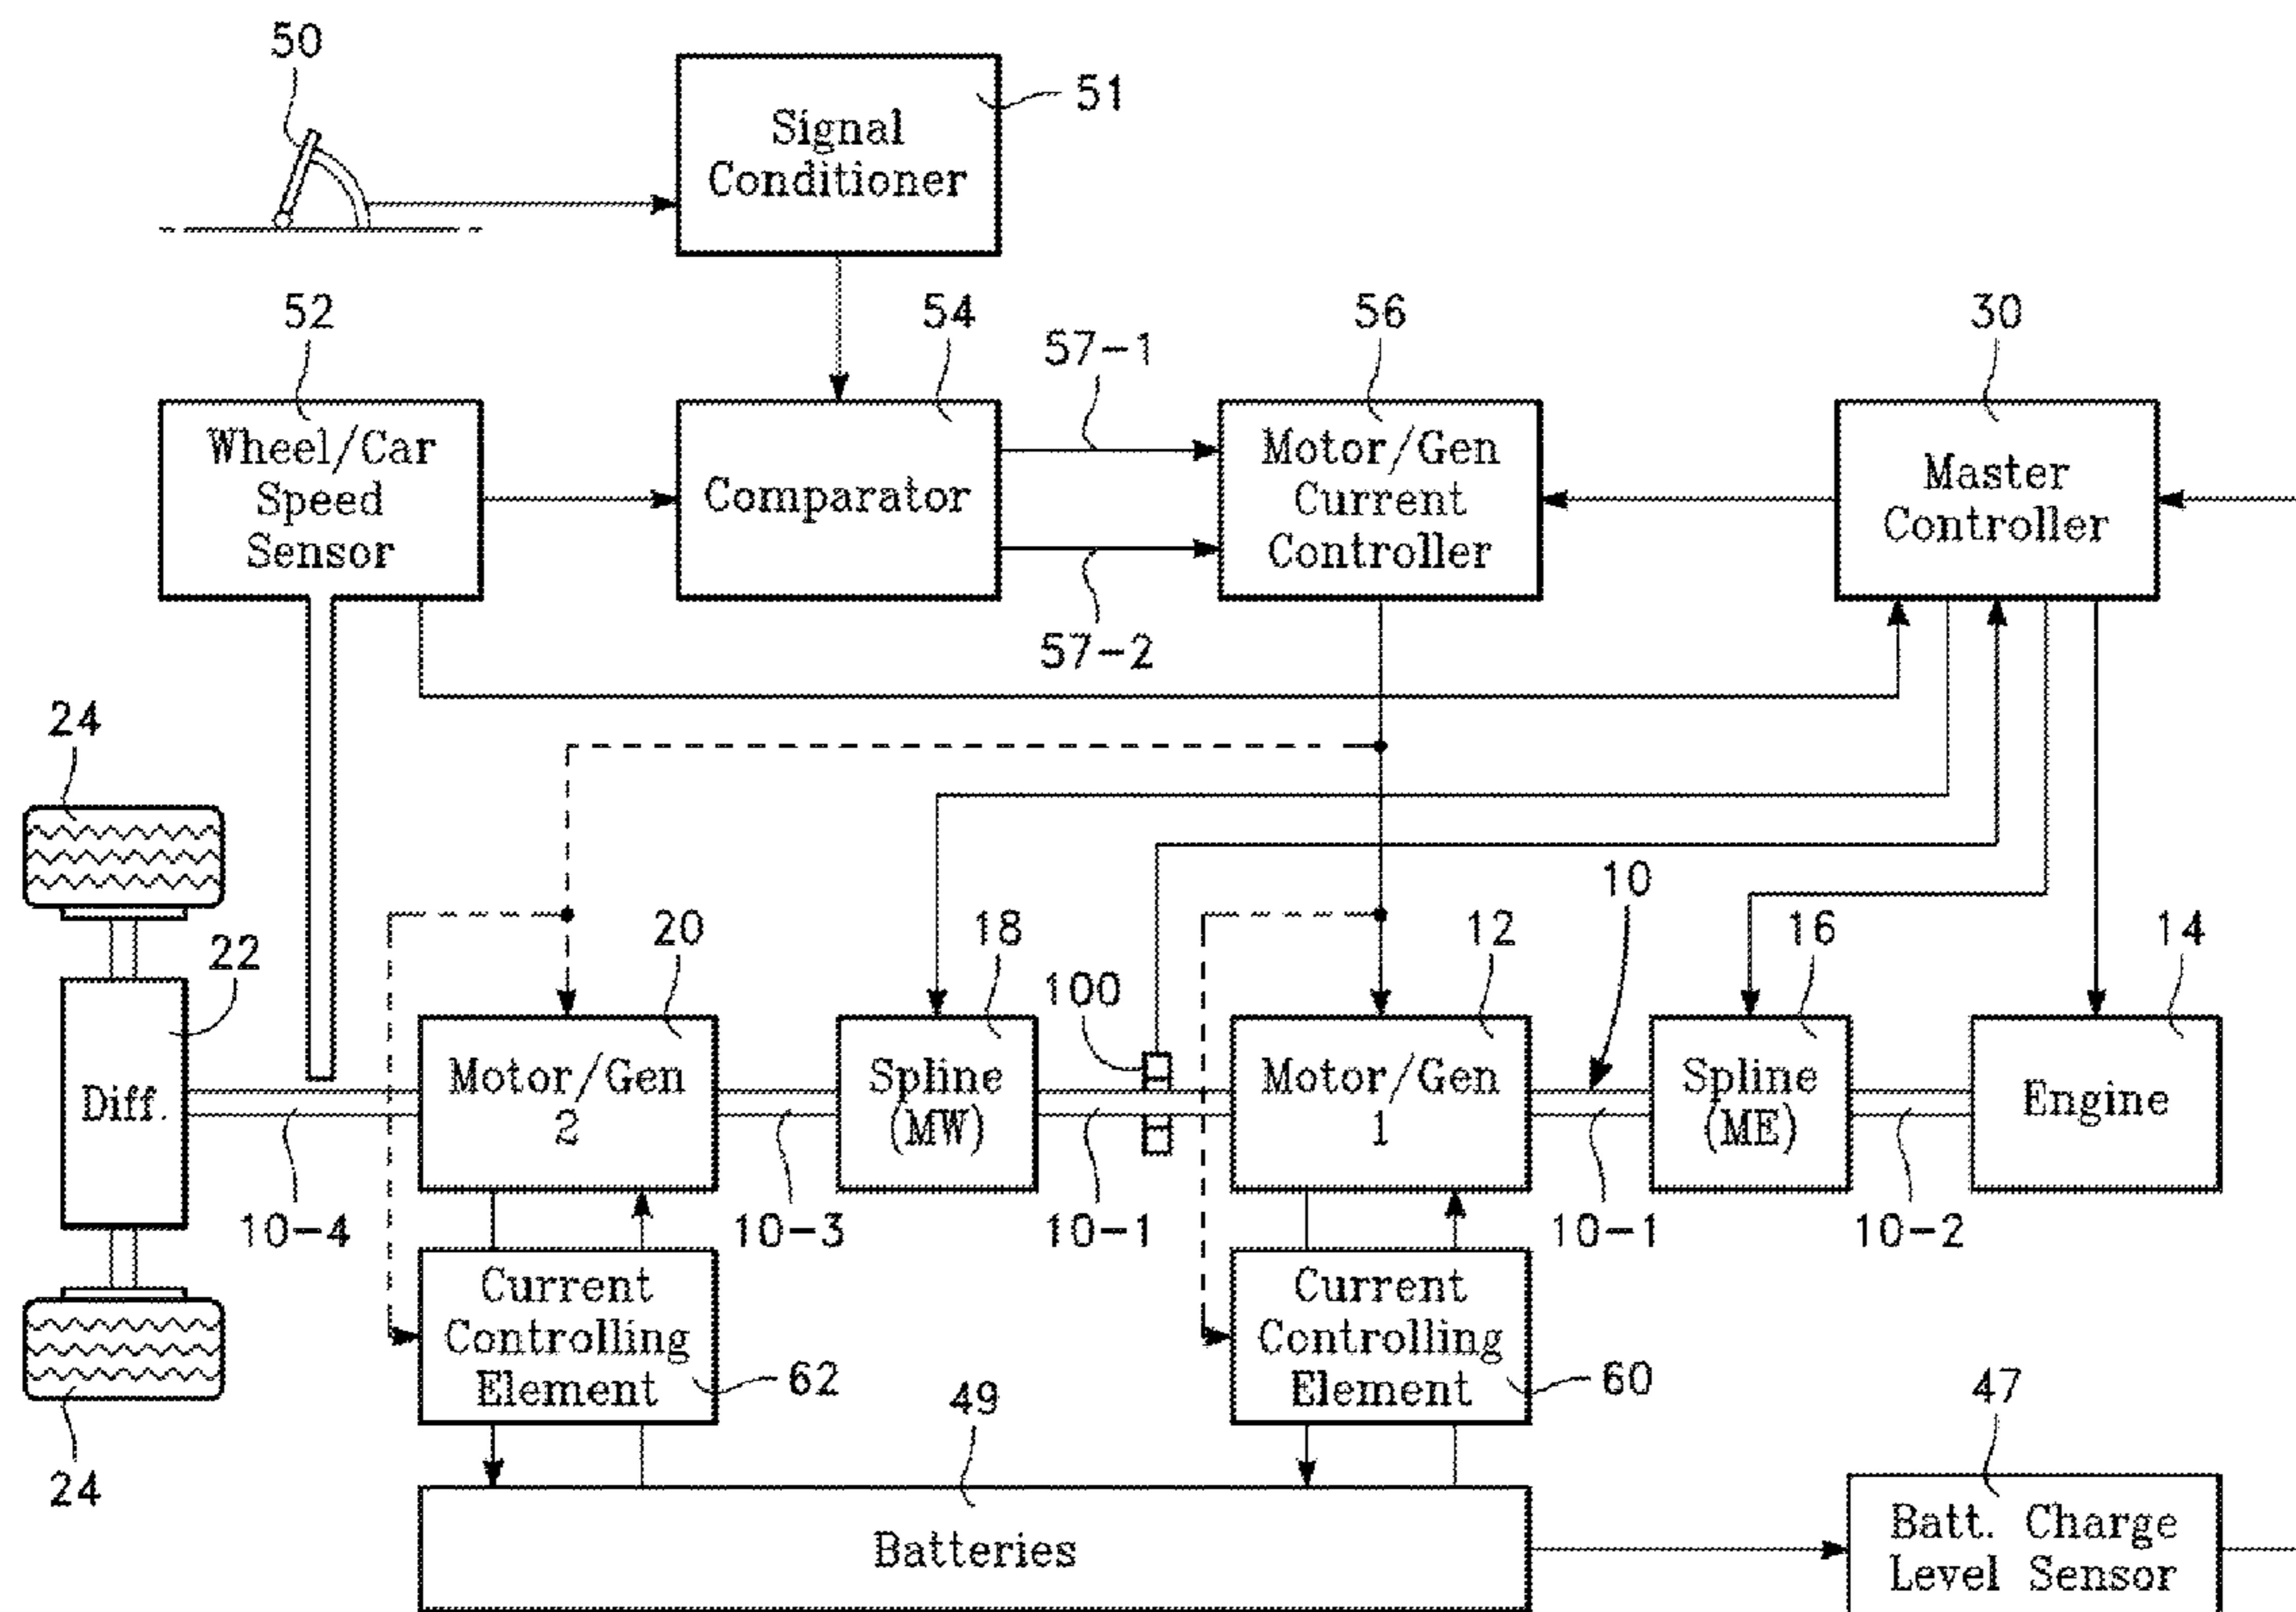 50
Signal
Conditioner
51
52
54
57-1
56
30
Wheel/Car
Speed
Sensor
Comparator
Motor/Gen
Current
Controller
Master
Controller
57-2
24
22
20
18
100
12
10
16
14
Diff.
Motor/Gen
2
Spline
(MW)
Motor/Gen
1
Spline
(ME)
Engine
10-4
10-3
10-1
10-1
10-2
Current
Controlling
Element
62
Current
Controlling
Element
60
24
49
47
Batteries
Batt. Charge
Level Sensor